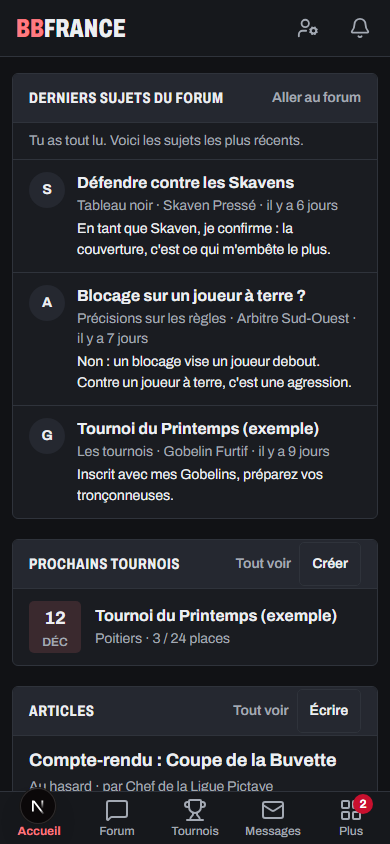 BBFRANCE
DERNIERS SUJETS DU FORUM
Aller au forum
Tu as tout lu. Voici les sujets les plus récents.
S
Défendre contre les Skavens
Tableau noir · Skaven Pressé · il y a 6 jours
En tant que Skaven, je confirme : la
couverture, c'est ce qui m'embête le plus.
A
Blocage sur un joueur à terre ?
Précisions sur les règles · Arbitre Sud-Ouest ·
il y a 7 jours
Non : un blocage vise un joueur debout.
Contre un joueur à terre, c'est une agression.
G
Tournoi du Printemps (exemple)
Les tournois · Gobelin Furtif · il y a 9 jours
Inscrit avec mes Gobelins, préparez vos
tronçonneuses.
PROCHAINS TOURNOIS
Tout voir
Créer
12
DÉC
Tournoi du Printemps (exemple)
Poitiers · 3 / 24 places
ARTICLES
Tout voir
Écrire
Compte-rendu : Coupe de la Buvette
Au hasard · par Chef de la Ligue Pictave
N
2
Accueil
Forum
Tournois
Messages
Plus